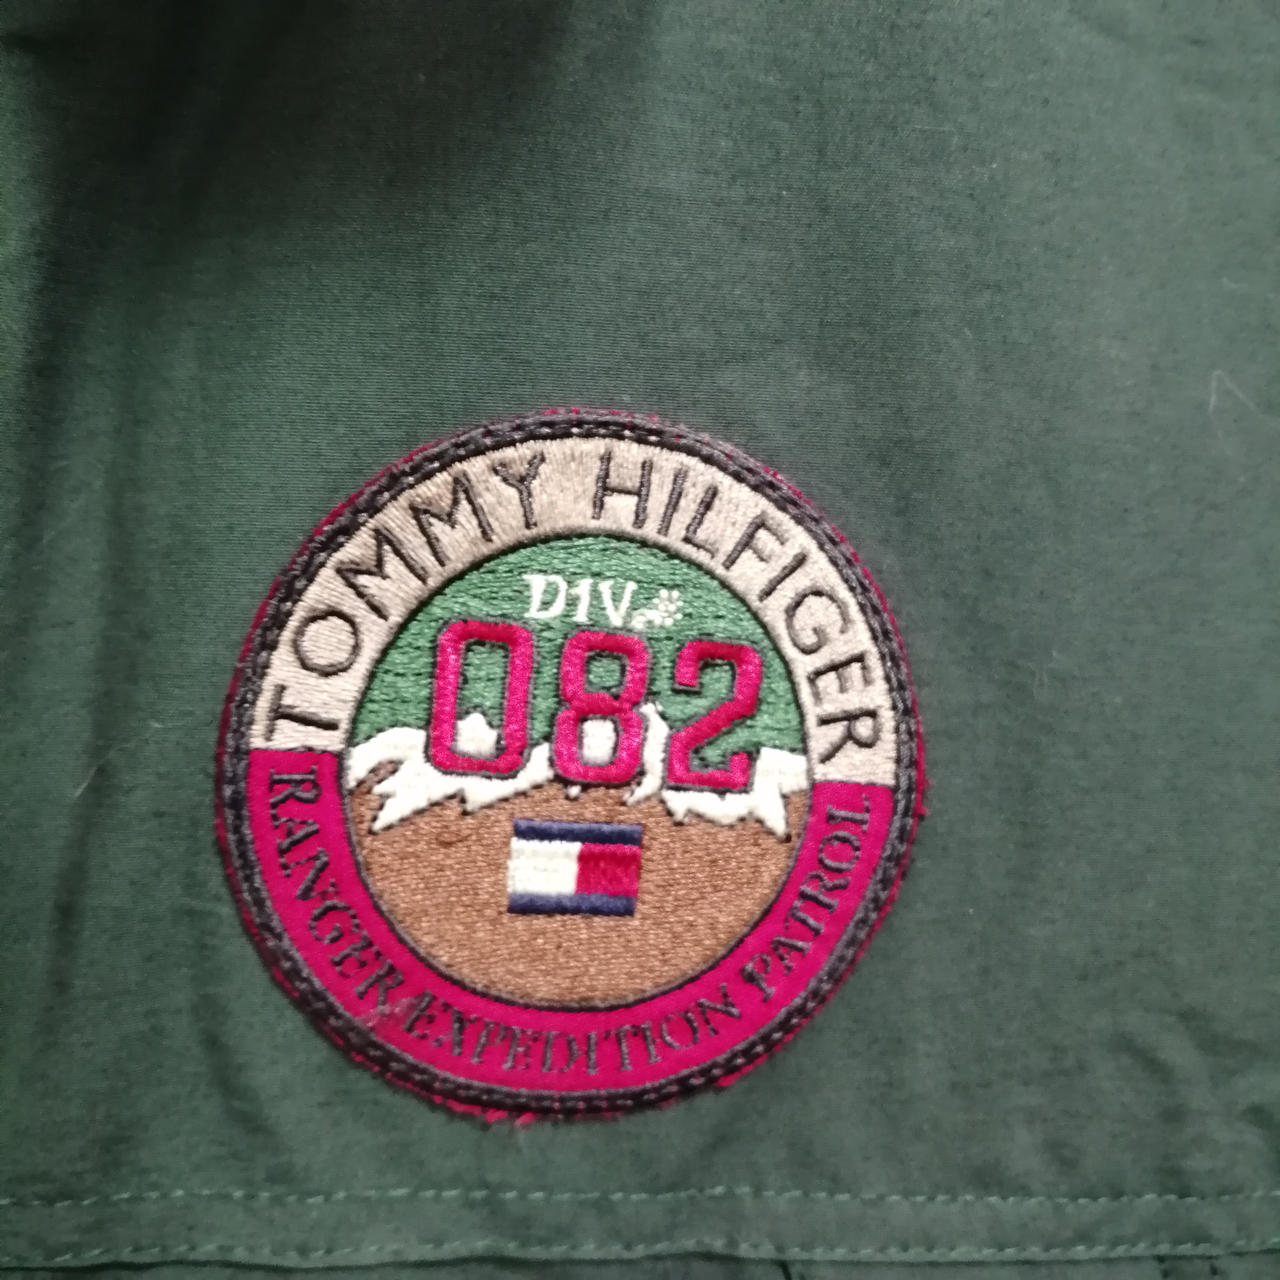 TOMMY HILFIGER
DIV.
082
RANGER EXPEDITION PATROL